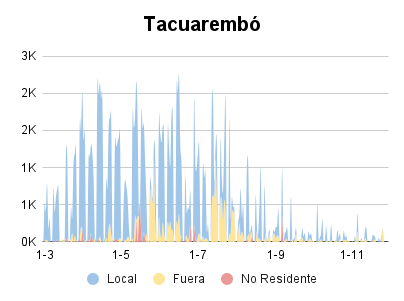 Tacuarembó
3K
2K
2K
1K
1K
0K
1-3 1-5 1-7 1-9 1-11
Local Fuera No Residente